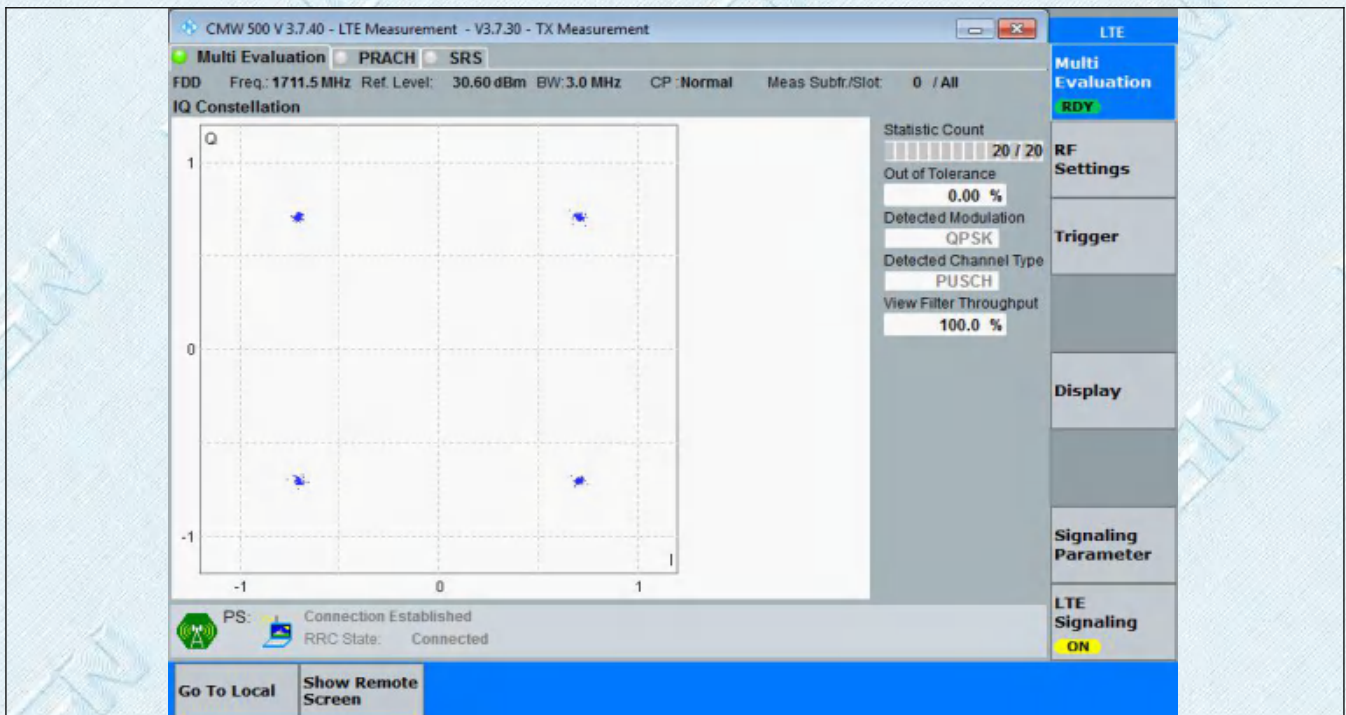 CMW 500 V 3.7.40 - LTE Measurement - V3.7.30 - TX Measurement
LTE
Multi Evaluation PRACH SRS
FDD Freq.: 1711.5 MHz Ref. Level: 30.60 dBm BW: 3.0 MHz CP : Normal Meas Subfr./Slot: 0 / All
IQ Constellation
Q
1
0
-1
I
-1 0 1
Statistic Count
20 / 20
Out of Tolerance
0.00 %
Detected Modulation
QPSK
Detected Channel Type
PUSCH
View Filter Throughput
100.0 %
Multi
Evaluation
RDY
RF
Settings
Trigger
Display
Signaling
Parameter
LTE
Signaling
ON
PS: Connection Established
RRC State: Connected
Go To Local
Show Remote
Screen